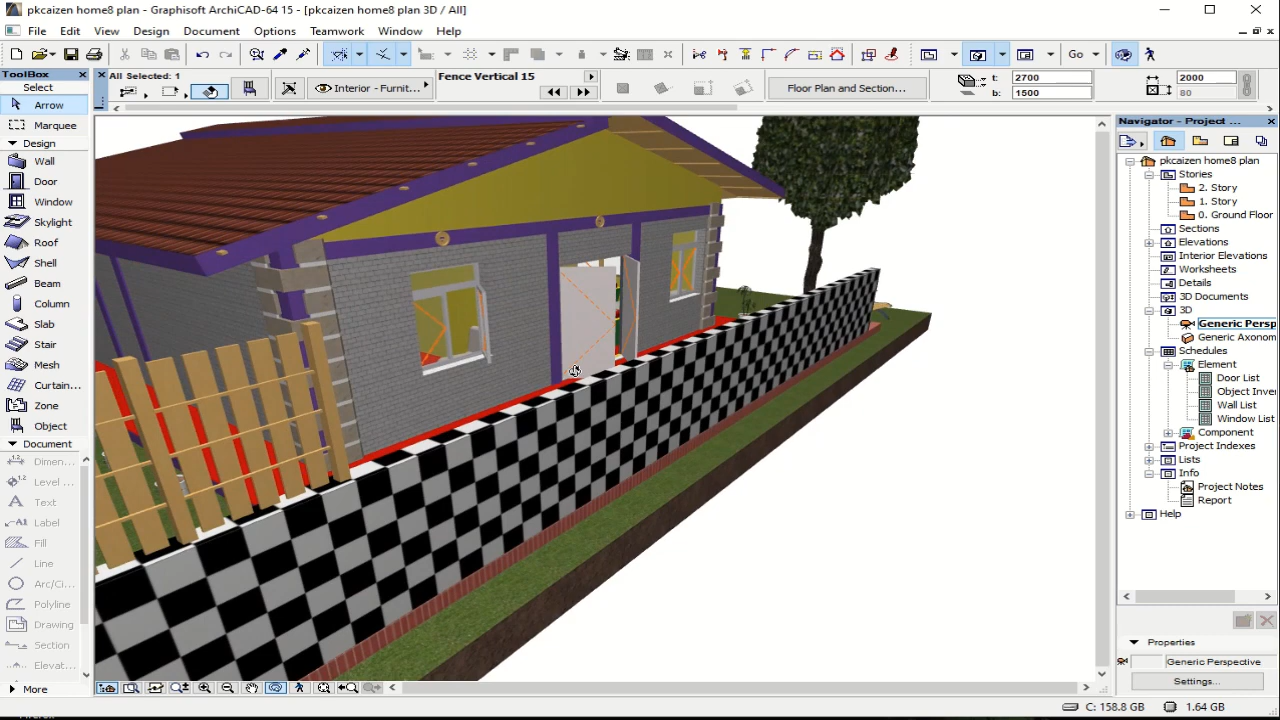 pkcaizen home8 plan - Graphisoft ArchiCAD-64 15 - [pkcaizen home8 plan 3D / All]
File Edit View Design Document Options Teamwork Window Help
Go
ToolBox
Select
Arrow
Marquee
Design
Wall
Door
Window
Skylight
Roof
Shell
Beam
Column
Slab
Stair
Mesh
Curtain...
Zone
Object
Document
Dimen...
Level ...
Text
Label
Fill
Line
Arc/Ci...
Polyline
Drawing
Section
Elevat...
More
All Selected: 1
Interior - Furnit...
Fence Vertical 15
Floor Plan and Section...
t: 2700
b: 1500
2000
80
Navigator - Project ...
pkcaizen home8 plan
Stories
2. Story
1. Story
0. Ground Floor
Sections
Elevations
Interior Elevations
Worksheets
Details
3D Documents
3D
Generic Persp
Generic Axonom
Schedules
Element
Door List
Object Inver
Wall List
Window List
Component
Project Indexes
Lists
Info
Project Notes
Report
Help
Properties
Generic Perspective
Settings...
C: 158.8 GB
1.64 GB